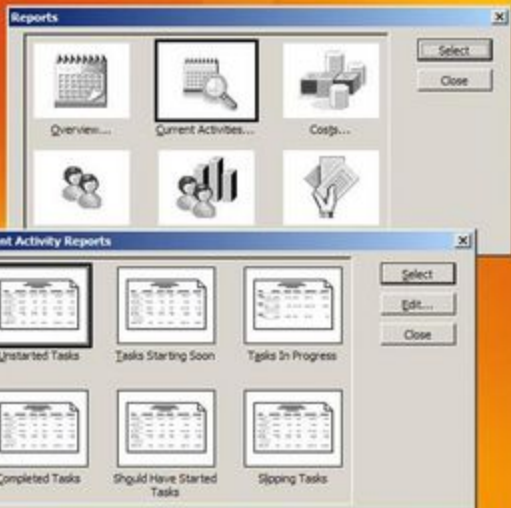 Reports
Select
Close
Overview...
Current Activities...
Costs...
nt Activity Reports
Select
Edit...
Close
Unstarted Tasks
Tasks Starting Soon
Tasks In Progress
Completed Tasks
Should Have Started
Tasks
Slipping Tasks